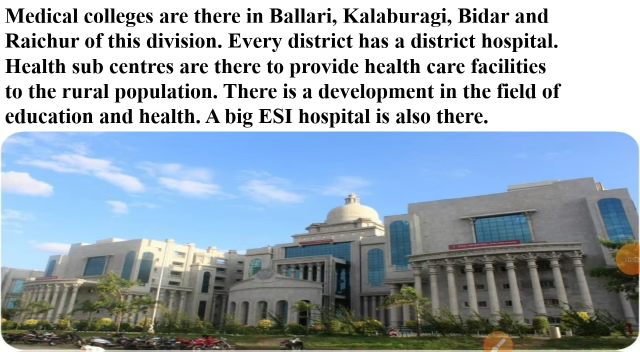 Medical colleges are there in Ballari, Kalaburagi, Bidar and
Raichur of this division. Every district has a district hospital.
Health sub centres are there to provide health care facilities
to the rural population. There is a development in the field of
education and health. A big ESI hospital is also there.